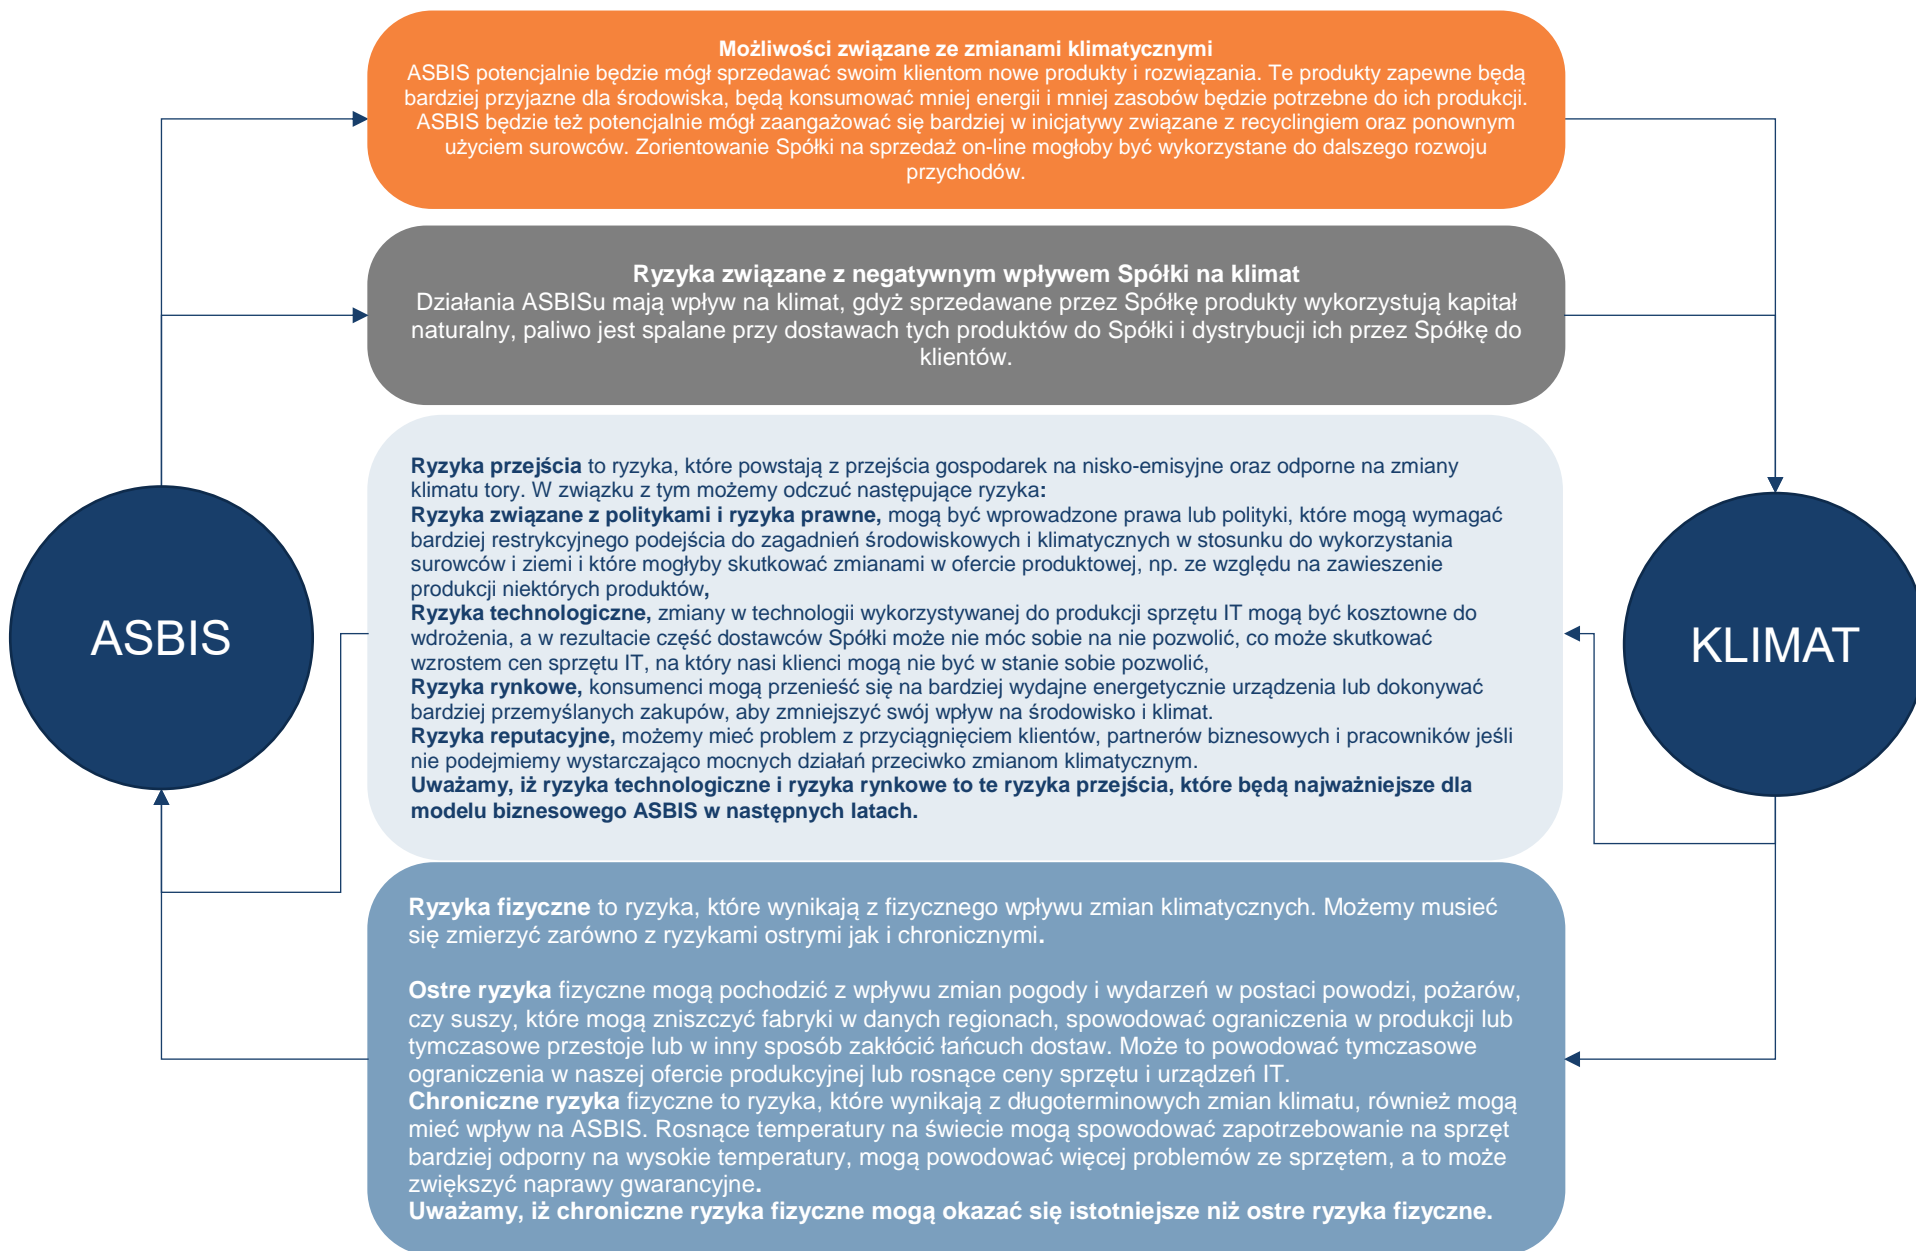 Możliwości związane ze zmianami klimatycznymi
ASBIS potencjalnie będzie mógł sprzedawać swoim klientom nowe produkty i rozwiązania. Te produkty zapewne będą
bardziej przyjazne dla środowiska, będą konsumować mniej energii i mniej zasobów będzie potrzebne do ich produkcji.
ASBIS będzie też potencjalnie mógł zaangażować się bardziej w inicjatywy związane z recyclingiem oraz ponownym
użyciem surowców. Zorientowanie Spółki na sprzedaż on-line mogłoby być wykorzystane do dalszego rozwoju
przychodów.
Ryzyka związane z negatywnym wpływem Spółki na klimat
Działania ASBISu mają wpływ na klimat, gdyż sprzedawane przez Spółkę produkty wykorzystują kapitał
naturalny, paliwo jest spalane przy dostawach tych produktów do Spółki i dystrybucji ich przez Spółkę do
klientów.
Ryzyka przejścia to ryzyka, które powstają z przejścia gospodarek na nisko-emisyjne oraz odporne na zmiany
klimatu tory. W związku z tym możemy odczuć następujące ryzyka:
Ryzyka związane z politykami i ryzyka prawne, mogą być wprowadzone prawa lub polityki, które mogą wymagać
bardziej restrykcyjnego podejścia do zagadnień środowiskowych i klimatycznych w stosunku do wykorzystania
surowców i ziemi i które mogłyby skutkować zmianami w ofercie produktowej, np. ze względu na zawieszenie
produkcji niektórych produktów,
Ryzyka technologiczne, zmiany w technologii wykorzystywanej do produkcji sprzętu IT mogą być kosztowne do
wdrożenia, a w rezultacie część dostawców Spółki może nie móc sobie na nie pozwolić, co może skutkować
wzrostem cen sprzętu IT, na który nasi klienci mogą nie być w stanie sobie pozwolić,
Ryzyka rynkowe, konsumenci mogą przenieść się na bardziej wydajne energetycznie urządzenia lub dokonywać
bardziej przemyślanych zakupów, aby zmniejszyć swój wpływ na środowisko i klimat.
Ryzyka reputacyjne, możemy mieć problem z przyciągnięciem klientów, partnerów biznesowych i pracowników jeśli
nie podejmiemy wystarczająco mocnych działań przeciwko zmianom klimatycznym.
Uważamy, iż ryzyka technologiczne i ryzyka rynkowe to te ryzyka przejścia, które będą najważniejsze dla
modelu biznesowego ASBIS w następnych latach.
ASBIS
KLIMAT
Ryzyka fizyczne to ryzyka, które wynikają z fizycznego wpływu zmian klimatycznych. Możemy musieć
się zmierzyć zarówno z ryzykami ostrymi jak i chronicznymi.
Ostre ryzyka fizyczne mogą pochodzić z wpływu zmian pogody i wydarzeń w postaci powodzi, pożarów,
czy suszy, które mogą zniszczyć fabryki w danych regionach, spowodować ograniczenia w produkcji lub
tymczasowe przestoje lub w inny sposób zakłócić łańcuch dostaw. Może to powodować tymczasowe
ograniczenia w naszej ofercie produkcyjnej lub rosnące ceny sprzętu i urządzeń IT.
Chroniczne ryzyka fizyczne to ryzyka, które wynikają z długoterminowych zmian klimatu, również mogą
mieć wpływ na ASBIS. Rosnące temperatury na świecie mogą spowodować zapotrzebowanie na sprzęt
bardziej odporny na wysokie temperatury, mogą powodować więcej problemów ze sprzętem, a to może
zwiększyć naprawy gwarancyjne.
Uważamy, iż chroniczne ryzyka fizyczne mogą okazać się istotniejsze niż ostre ryzyka fizyczne.